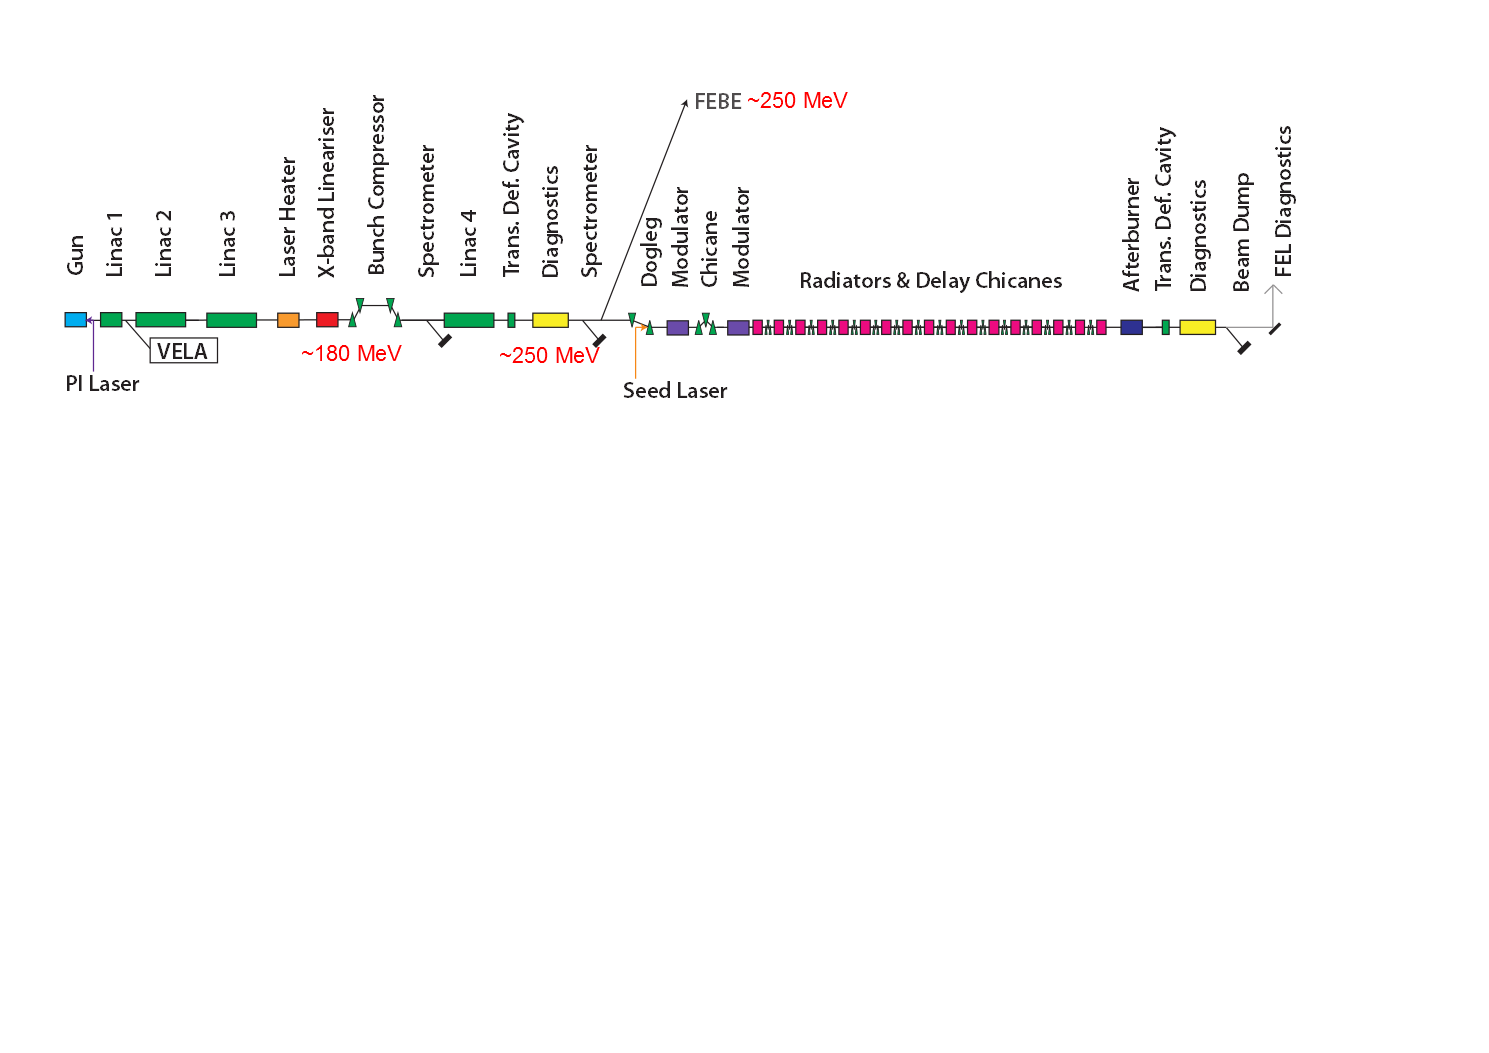 Gun
Linac 1
Linac 2
Linac 3
Laser Heater
X-band Lineariser
Bunch Compressor
Spectrometer
Linac 4
Trans. Def. Cavity
Diagnostics
Spectrometer
FEBE ~250 MeV
Dogleg
Modulator
Chicane
Modulator
Radiators & Delay Chicanes
Afterburner
Trans. Def. Cavity
Diagnostics
Beam Dump
FEL Diagnostics
VELA
~180 MeV
~250 MeV
PI Laser
Seed Laser